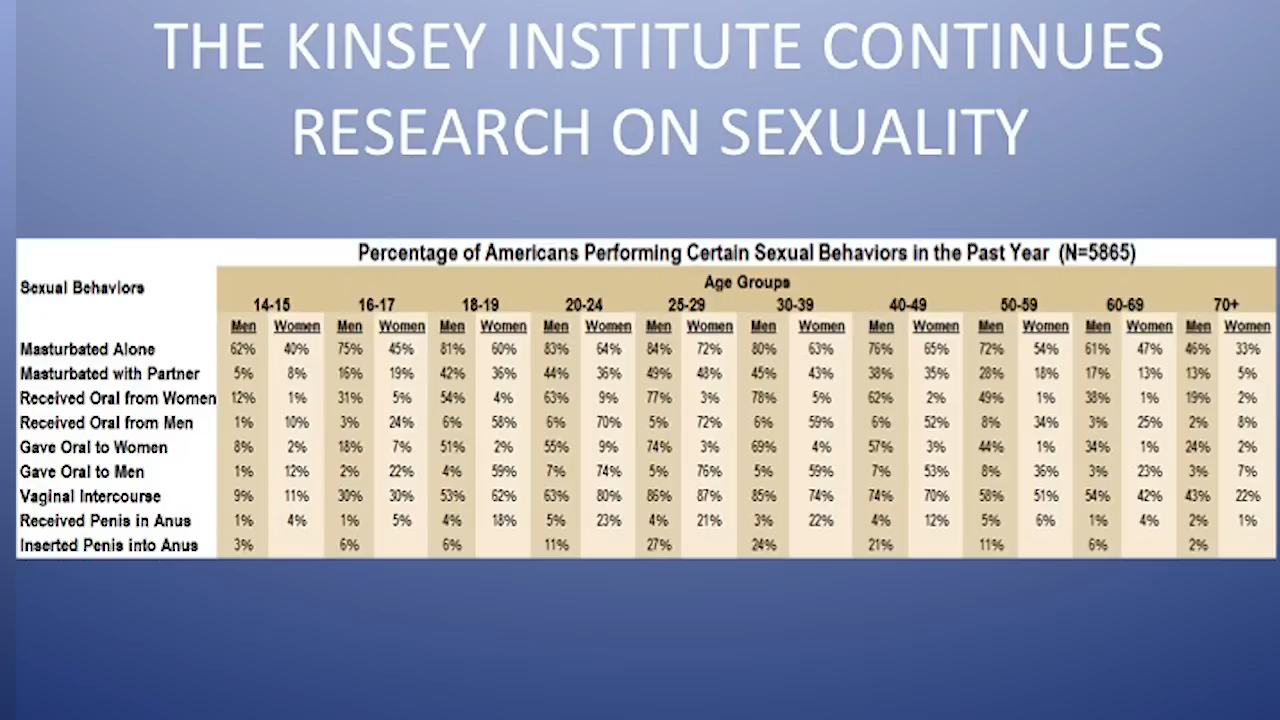 THE KINSEY INSTITUTE CONTINUES
RESEARCH ON SEXUALITY
Percentage of Americans Performing Certain Sexual Behaviors in the Past Year (N=5865)
Sexual Behaviors Age Groups
14-15 16-17 18-19 20-24 25-29 30-39 40-49 50-59 60-69 70+
Men Women Men Women Men Women Men Women Men Women Men Women Men Women Men Women Men Women Men Women
Masturbated Alone 62% 40% 75% 45% 81% 60% 83% 64% 84% 72% 80% 63% 76% 65% 72% 54% 61% 47% 46% 33%
Masturbated with Partner 5% 8% 16% 19% 42% 36% 44% 36% 49% 48% 45% 43% 38% 35% 28% 18% 17% 13% 13% 5%
Received Oral from Women 12% 1% 31% 5% 54% 4% 63% 9% 77% 3% 78% 5% 62% 2% 49% 1% 38% 1% 19% 2%
Received Oral from Men 1% 10% 3% 24% 6% 58% 6% 70% 5% 72% 6% 59% 6% 52% 8% 34% 3% 25% 2% 8%
Gave Oral to Women 8% 2% 18% 7% 51% 2% 55% 9% 74% 3% 69% 4% 57% 3% 44% 1% 34% 1% 24% 2%
Gave Oral to Men 1% 12% 2% 22% 4% 59% 7% 74% 5% 76% 5% 59% 7% 53% 8% 36% 3% 23% 3% 7%
Vaginal Intercourse 9% 11% 30% 30% 53% 62% 63% 80% 86% 87% 85% 74% 74% 70% 58% 51% 54% 42% 43% 22%
Received Penis in Anus 1% 4% 1% 5% 4% 18% 5% 23% 4% 21% 3% 22% 4% 12% 5% 6% 1% 4% 2% 1%
Inserted Penis into Anus 3% 6% 6% 11% 27% 24% 21% 11% 6% 2%